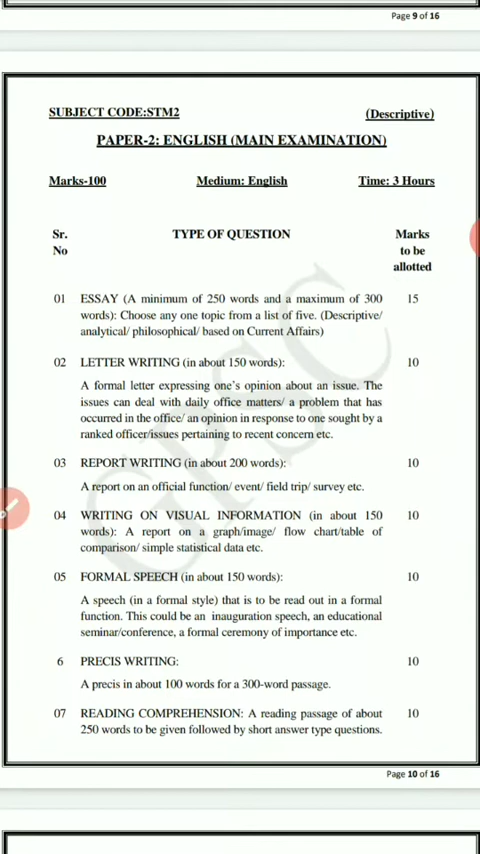 Page 9 of 16
SUBJECT CODE:STM2 (Descriptive)
PAPER-2: ENGLISH (MAIN EXAMINATION)
Marks-100 Medium: English Time: 3 Hours
Sr. TYPE OF QUESTION Marks
No to be
allotted
01 ESSAY (A minimum of 250 words and a maximum of 300 15
words): Choose any one topic from a list of five. (Descriptive/
analytical/ philosophical/ based on Current Affairs)
02 LETTER WRITING (in about 150 words): 10
A formal letter expressing one's opinion about an issue. The
issues can deal with daily office matters/ a problem that has
occurred in the office/ an opinion in response to one sought by a
ranked officer/issues pertaining to recent concern etc.
03 REPORT WRITING (in about 200 words): 10
A report on an official function/ event/ field trip/ survey etc.
04 WRITING ON VISUAL INFORMATION (in about 150 10
words): A report on a graph/image/ flow chart/table of
comparison/ simple statistical data etc.
05 FORMAL SPEECH (in about 150 words): 10
A speech (in a formal style) that is to be read out in a formal
function. This could be an inauguration speech, an educational
seminar/conference, a formal ceremony of importance etc.
6 PRECIS WRITING: 10
A precis in about 100 words for a 300-word passage.
07 READING COMPREHENSION: A reading passage of about 10
250 words to be given followed by short answer type questions.
GPSC
Page 10 of 16